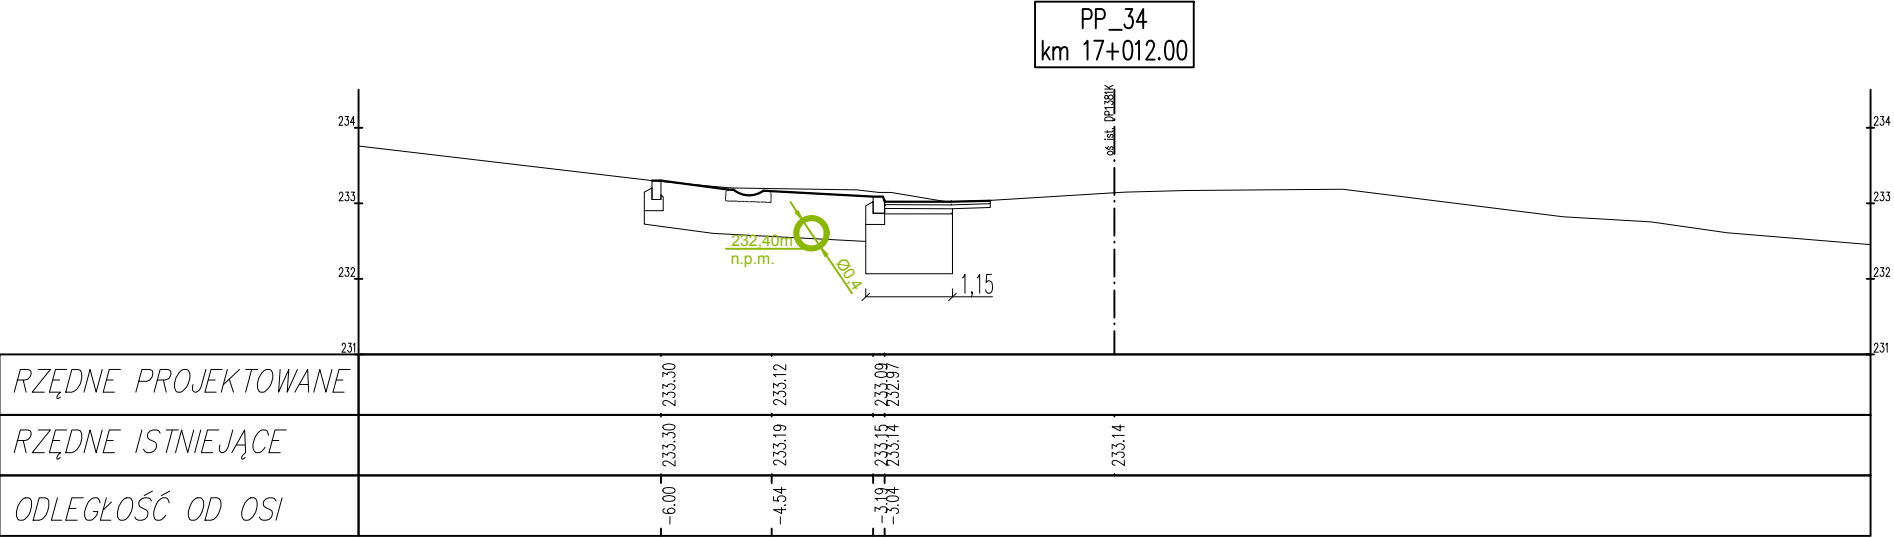 PP_34
km 17+012.00
oś ist. DP1381K
234
234
233
233
232,40m
n.p.m.
Ø0,4
232
232
1,15
231
231
RZĘDNE PROJEKTOWANE
233.30
233.12
233.09
232.97
RZĘDNE ISTNIEJĄCE
233.30
233.19
233.15
233.14
233.14
ODLEGŁOŚĆ OD OSI
-6.00
-4.54
-3.19
-3.04